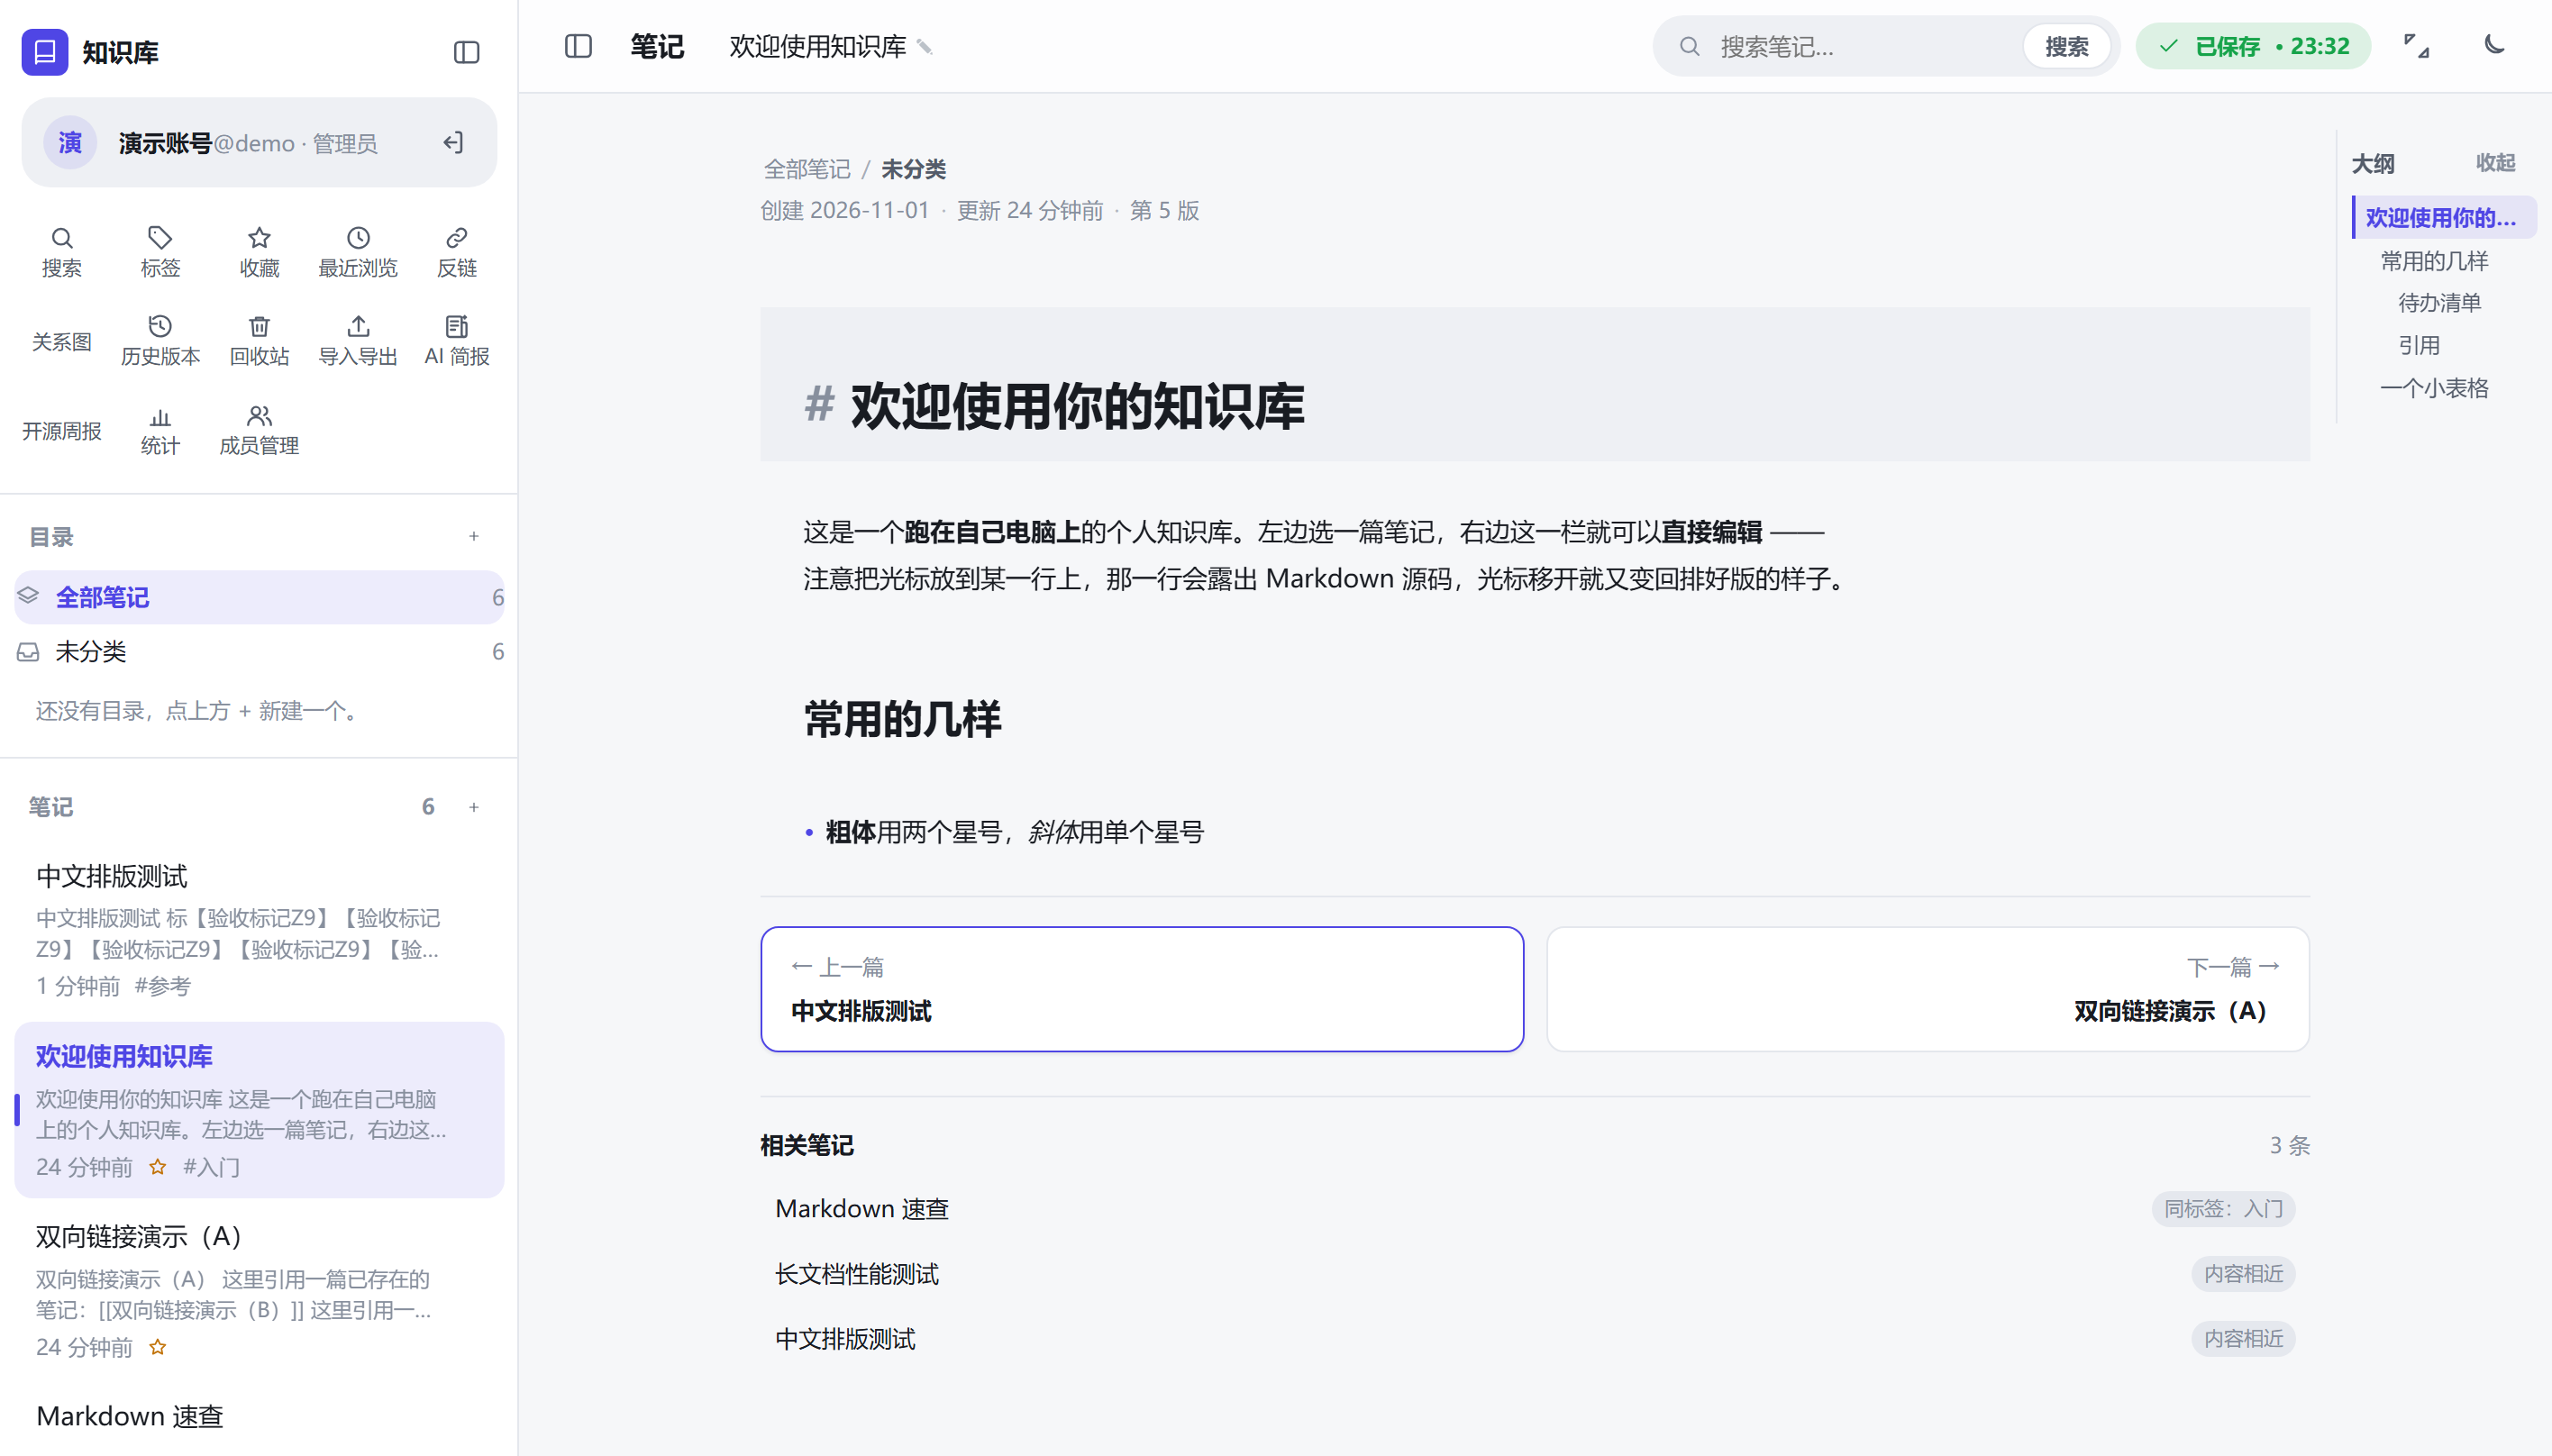 知识库
演
演示账号@demo · 管理员
搜索
标签
收藏
最近浏览
反链
关系图
历史版本
回收站
导入导出
AI 简报
开源周报
统计
成员管理
目录
+
全部笔记
6
未分类
6
还没有目录，点上方 + 新建一个。
笔记
6
+
中文排版测试
中文排版测试 标【验收标记Z9】【验收标记
Z9】【验收标记Z9】【验收标记Z9】【验...
1 分钟前 #参考
欢迎使用知识库
欢迎使用你的知识库 这是一个跑在自己电脑
上的个人知识库。左边选一篇笔记，右边这...
24 分钟前 #入门
双向链接演示（A）
双向链接演示（A） 这里引用一篇已存在的
笔记：[[双向链接演示（B）]] 这里引用一...
24 分钟前
Markdown 速查
笔记
欢迎使用知识库
搜索笔记...
搜索
已保存 • 23:32
全部笔记 / 未分类
创建 2026-11-01 · 更新 24 分钟前 · 第 5 版
# 欢迎使用你的知识库
这是一个跑在自己电脑上的个人知识库。左边选一篇笔记，右边这一栏就可以直接编辑 ——
注意把光标放到某一行上，那一行会露出 Markdown 源码，光标移开就又变回排好版的样子。
常用的几样
• 粗体用两个星号，斜体用单个星号
← 上一篇
中文排版测试
下一篇 →
双向链接演示（A）
相关笔记
3 条
Markdown 速查
同标签：入门
长文档性能测试
内容相近
中文排版测试
内容相近
大纲
收起
欢迎使用你的...
常用的几样
待办清单
引用
一个小表格